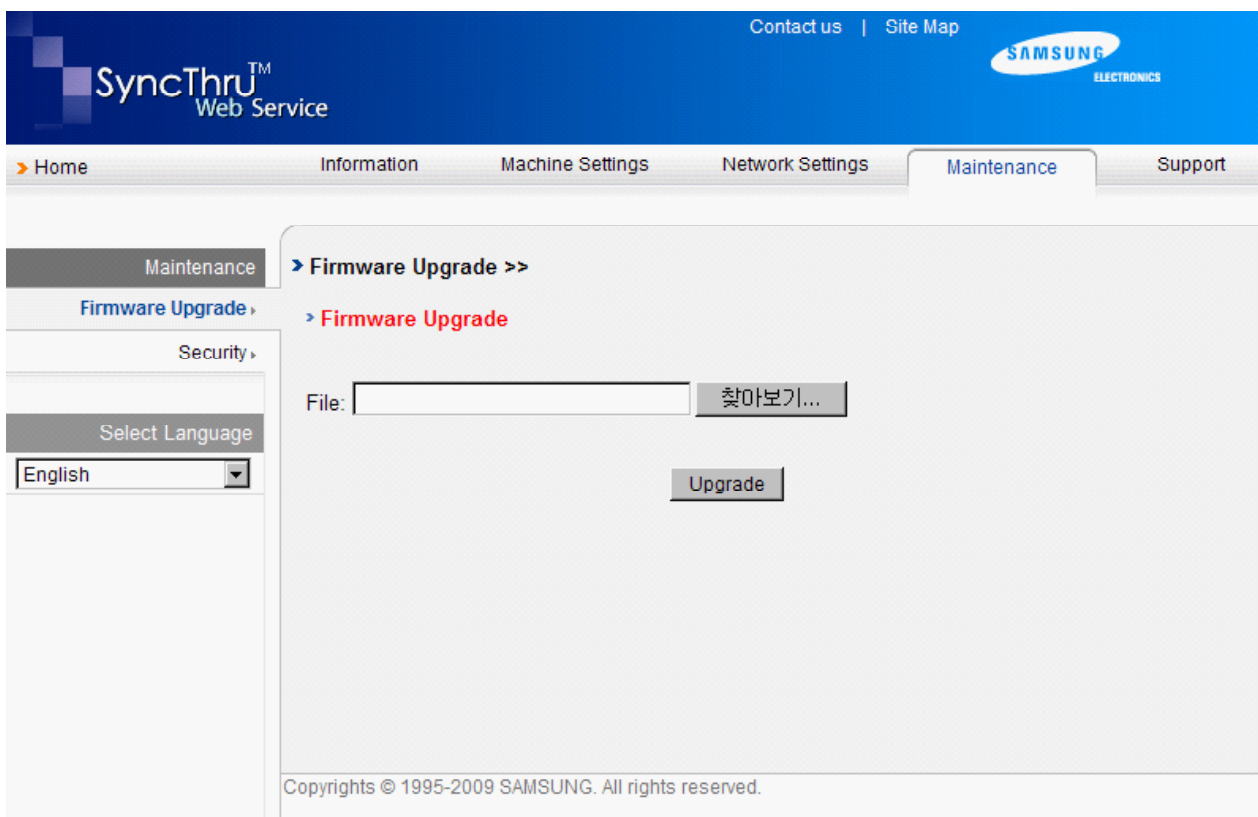 Contact us | Site Map
SAMSUNG
ELECTRONICS
SyncThru™
Web Service
Home
Information
Machine Settings
Network Settings
Maintenance
Support
Maintenance
Firmware Upgrade
Security
Select Language
English
Firmware Upgrade >>
Firmware Upgrade
File:
찾아보기...
Upgrade
Copyrights © 1995-2009 SAMSUNG. All rights reserved.